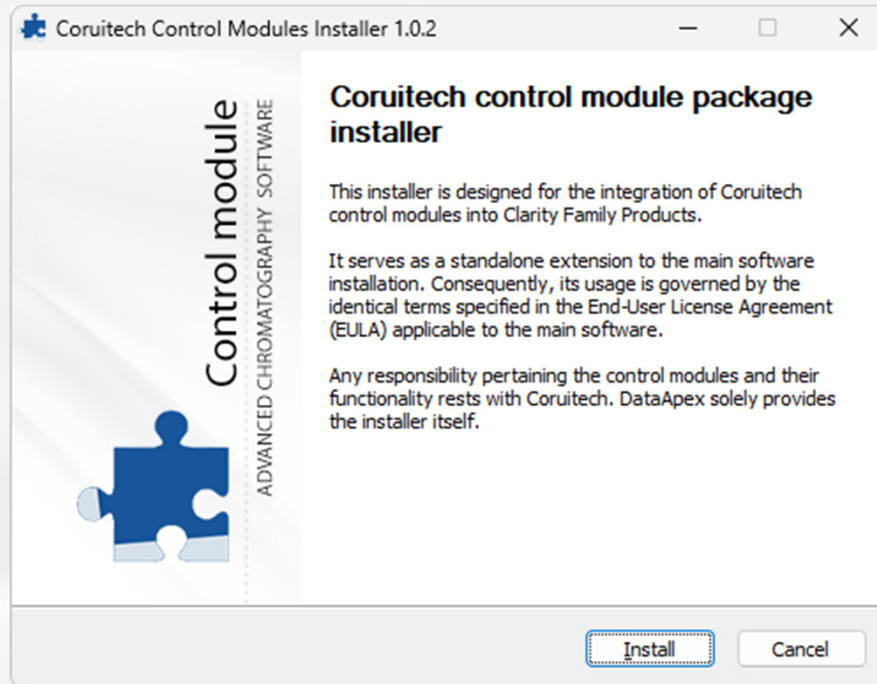 Coruitech Control Modules Installer 1.0.2
Control module
ADVANCED CHROMATOGRAPHY SOFTWARE
Coruitech control module package
installer
This installer is designed for the integration of Coruitech
control modules into Clarity Family Products.
It serves as a standalone extension to the main software
installation. Consequently, its usage is governed by the
identical terms specified in the End-User License Agreement
(EULA) applicable to the main software.
Any responsibility pertaining the control modules and their
functionality rests with Coruitech. DataApex solely provides
the installer itself.
Install
Cancel